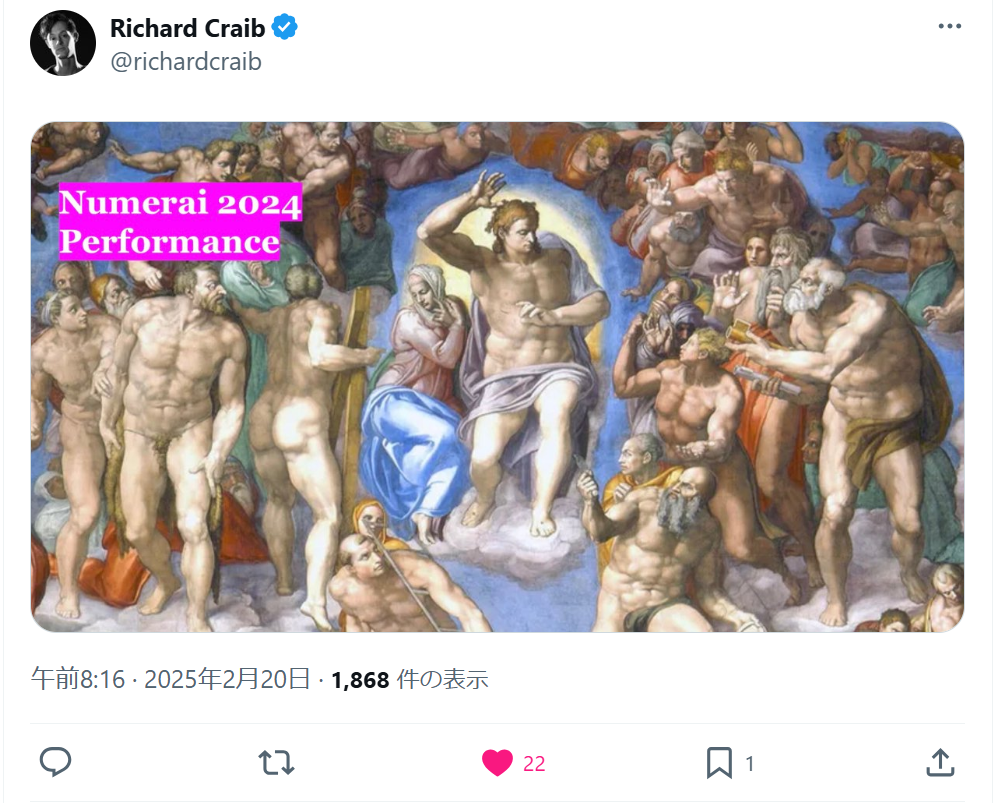 Richard Craib
@richardcraib
Numerai 2024
Performance
午前8:16 · 2025年2月20日 · 1,868 件の表示
22
1